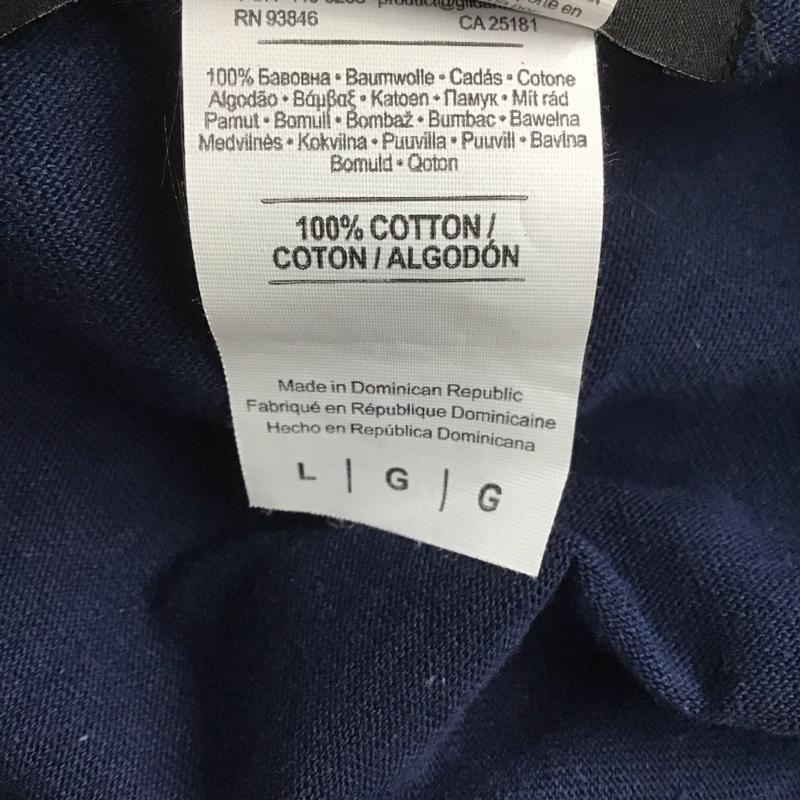 RN 93846 CA 25181
100% Бавовна • Baumwolle • Cadás • Cotone
Algodão • Βάμβαξ • Katoen • Памук • Mit rád
Pamut • Bomull • Bombaž • Bumbac • Bawełna
Medvilnės • Kokvilna • Puuvilla • Puuvill • Bavlna
Bomuld • Qoton
100% COTTON /
COTON / ALGODÓN
Made in Dominican Republic
Fabriqué en République Dominicaine
Hecho en República Dominicana
L | G | G